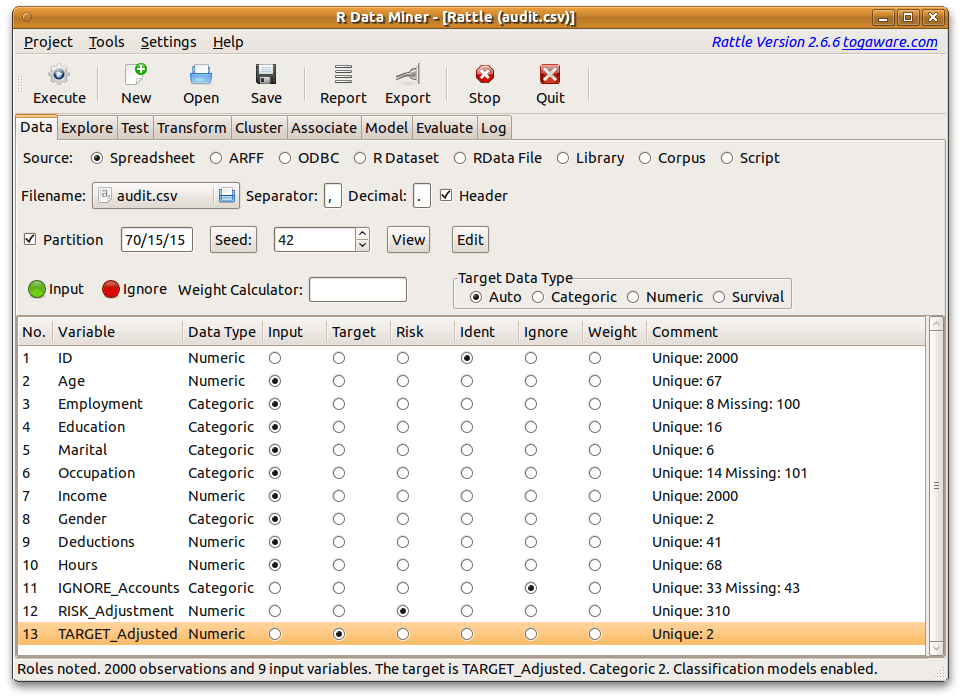 R Data Miner - [Rattle (audit.csv)]
Project Tools Settings Help Rattle Version 2.6.6 togaware.com
Execute New Open Save Report Export Stop Quit
Data Explore Test Transform Cluster Associate Model Evaluate Log
Source: Spreadsheet ARFF ODBC R Dataset RData File Library Corpus Script
Filename: audit.csv Separator: , Decimal: . Header
Partition 70/15/15 Seed: 42 View Edit
Target Data Type
Input Ignore Weight Calculator: Auto Categoric Numeric Survival
No. Variable Data Type Input Target Risk Ident Ignore Weight Comment
1 ID Numeric Unique: 2000
2 Age Numeric Unique: 67
3 Employment Categoric Unique: 8 Missing: 100
4 Education Categoric Unique: 16
5 Marital Categoric Unique: 6
6 Occupation Categoric Unique: 14 Missing: 101
7 Income Numeric Unique: 2000
8 Gender Categoric Unique: 2
9 Deductions Numeric Unique: 41
10 Hours Numeric Unique: 68
11 IGNORE_Accounts Categoric Unique: 33 Missing: 43
12 RISK_Adjustment Numeric Unique: 310
13 TARGET_Adjusted Numeric Unique: 2
Roles noted. 2000 observations and 9 input variables. The target is TARGET_Adjusted. Categoric 2. Classification models enabled.